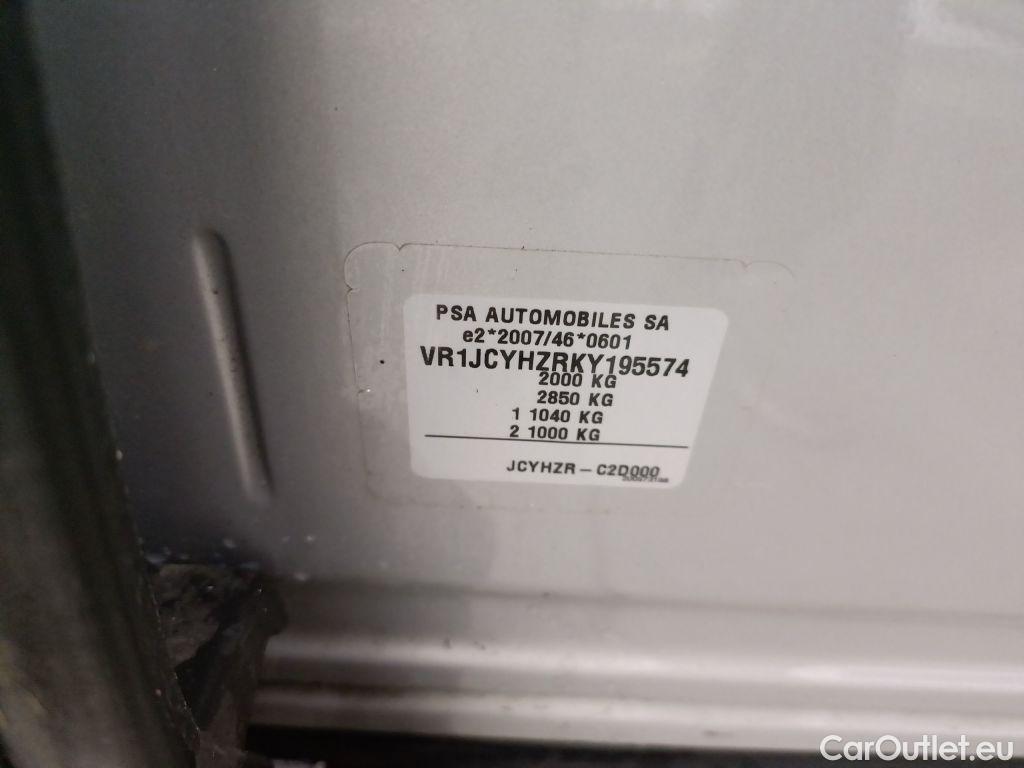 PSA AUTOMOBILES SA
e2*2007/46*0601
VR1JCYHZRKY195574
2000 KG
2850 KG
1 1040 KG
2 1000 KG
JCYHZR – C2D000
CarOutlet.eu